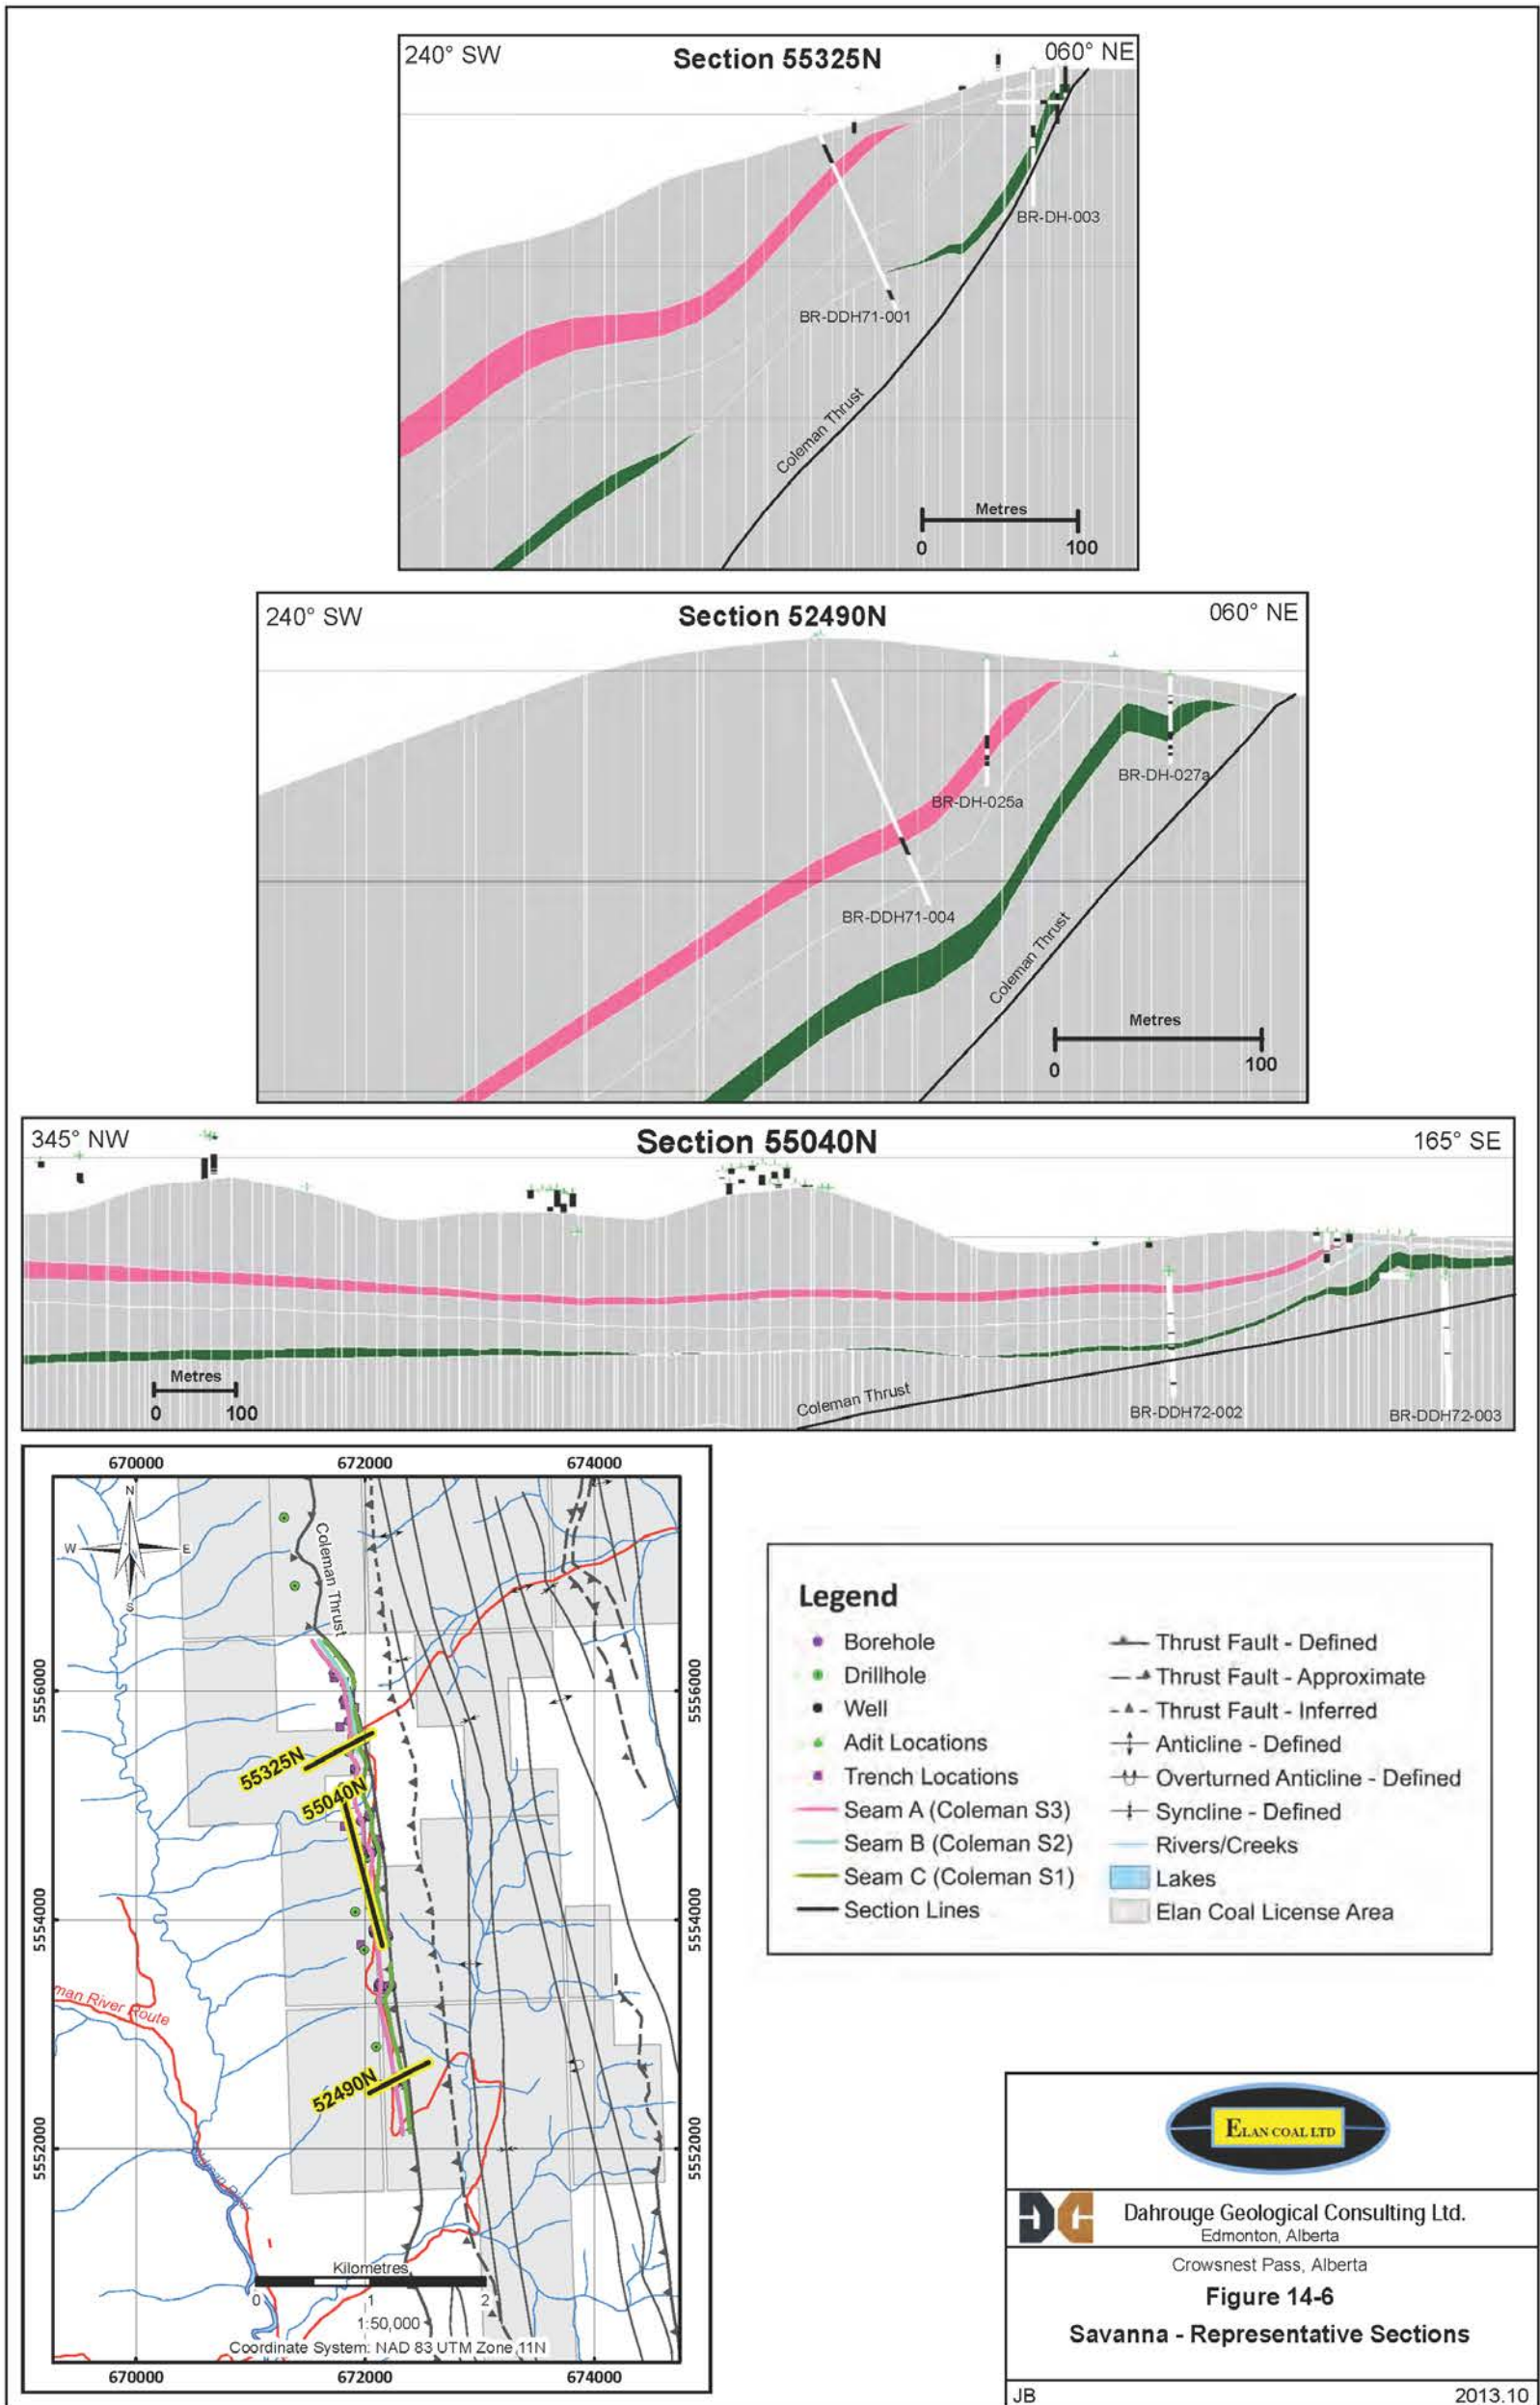 240° SW
Section 55325N
060° NE
BR-DH-003
BR-DDH71-001
Coleman Thrust
Metres
0 100
240° SW
Section 52490N
060° NE
BR-DH-027a
BR-DH-025a
BR-DDH71-004
Coleman Thrust
Metres
0 100
345° NW
Section 55040N
165° SE
Metres
0 100
Coleman Thrust
BR-DDH72-002
BR-DDH72-003
670000 672000 674000
N
W E
S
Coleman Thrust
5556000
5556000
55325N
55040N
5554000
5554000
man River Route
52490N
5552000
5552000
Kilometres
0 1 2
1:50,000
Coordinate System: NAD 83 UTM Zone 11N
670000 672000 674000
Legend
Borehole
Drillhole
Well
Adit Locations
Trench Locations
Seam A (Coleman S3)
Seam B (Coleman S2)
Seam C (Coleman S1)
Section Lines
Thrust Fault - Defined
Thrust Fault - Approximate
Thrust Fault - Inferred
Anticline - Defined
Overturned Anticline - Defined
Syncline - Defined
Rivers/Creeks
Lakes
Elan Coal License Area
ELAN COAL LTD
DG
Dahrouge Geological Consulting Ltd.
Edmonton, Alberta
Crowsnest Pass, Alberta
Figure 14-6
Savanna - Representative Sections
JB
2013.10